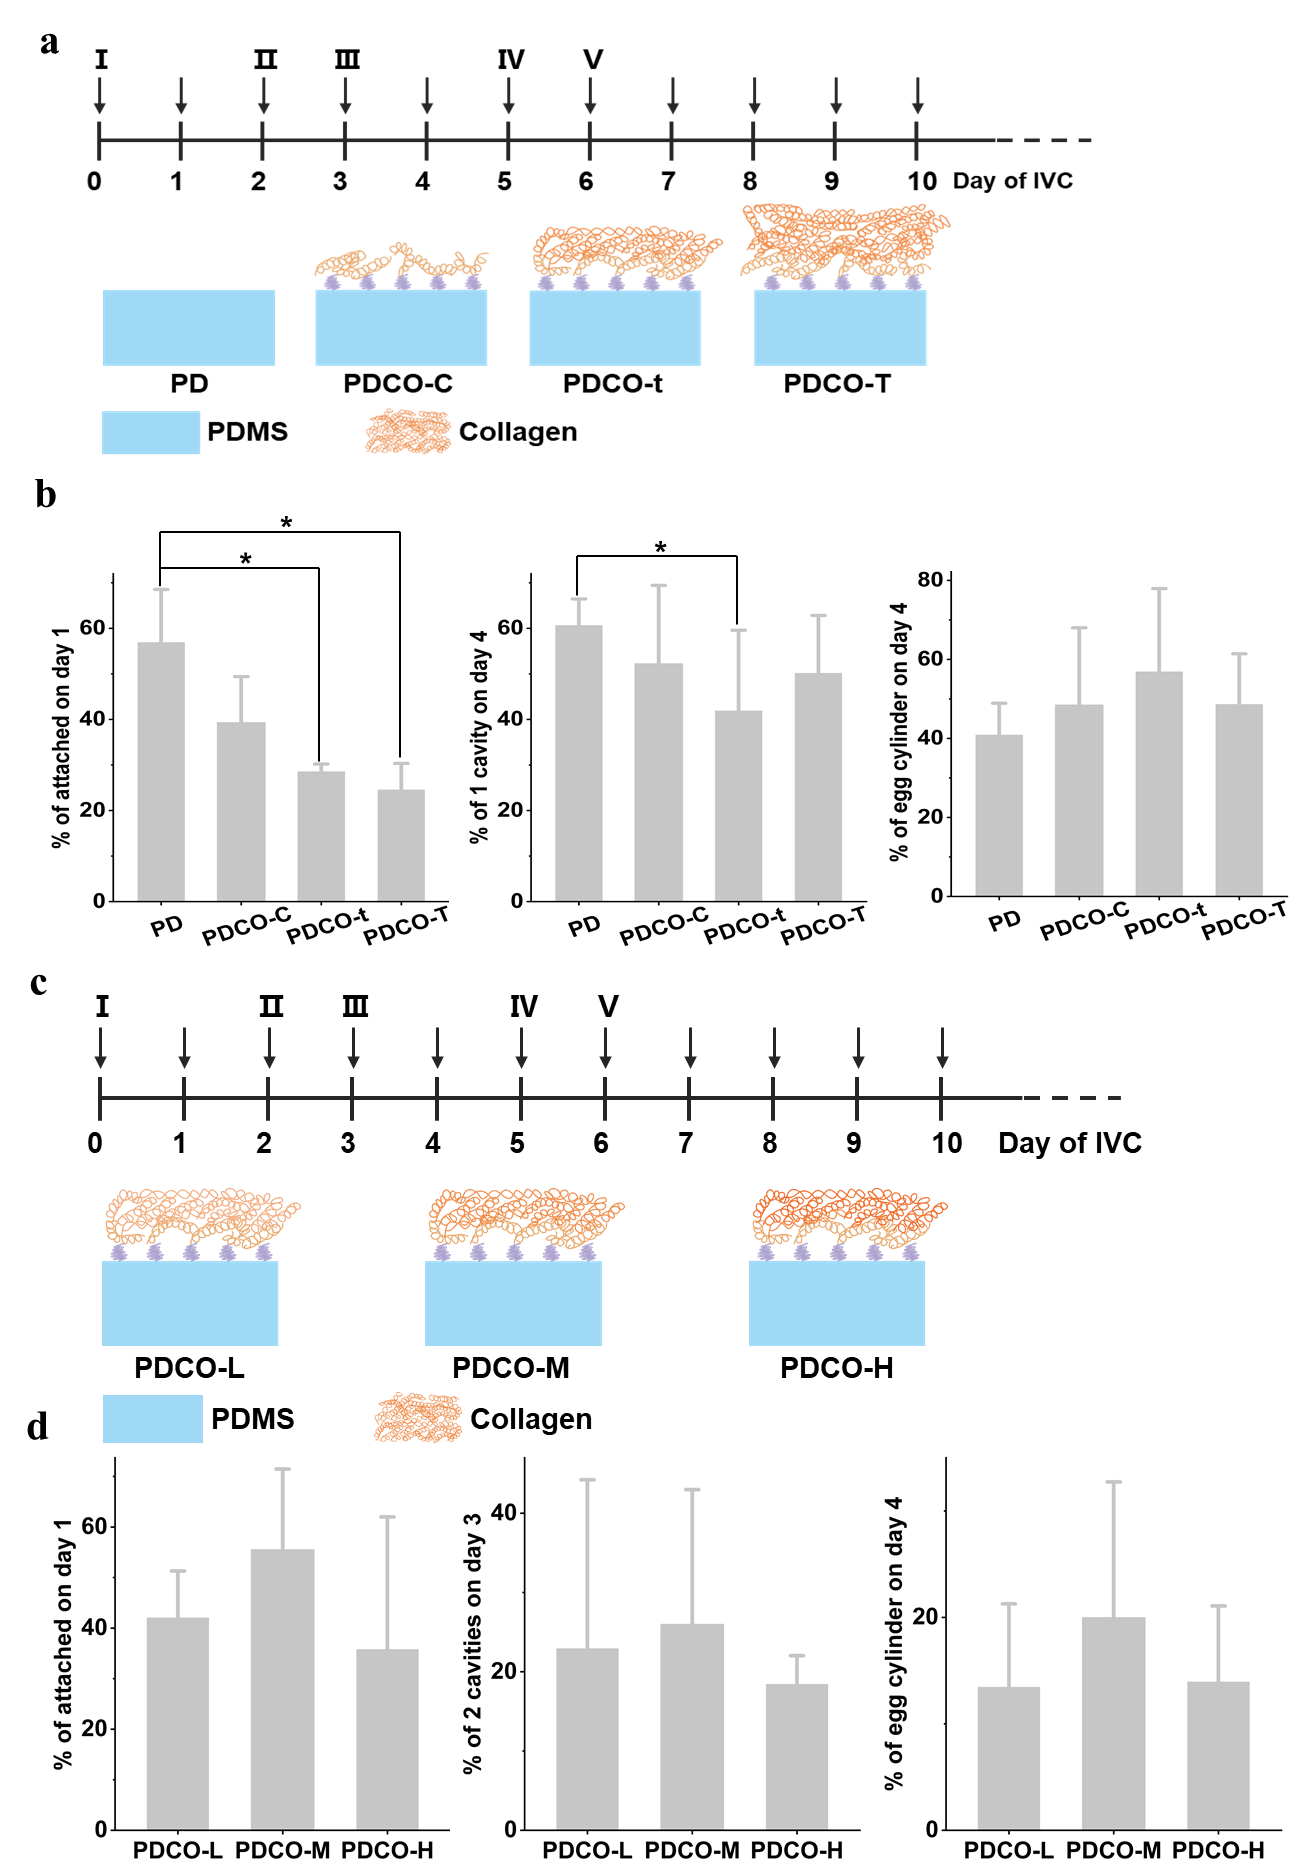 a
I II III IV V
0 1 2 3 4 5 6 7 8 9 10 Day of IVC
PD PDCO-C PDCO-t PDCO-T
PDMS Collagen
b
% of attached on day 1
60
40
20
0
PD PDCO-C PDCO-t PDCO-T
*
*
% of 1 cavity on day 4
60
40
20
0
PD PDCO-C PDCO-t PDCO-T
*
% of egg cylinder on day 4
80
60
40
20
0
PD PDCO-C PDCO-t PDCO-T
c
I II III IV V
0 1 2 3 4 5 6 7 8 9 10 Day of IVC
PDCO-L PDCO-M PDCO-H
PDMS Collagen
d
% of attached on day 1
60
40
20
0
PDCO-L PDCO-M PDCO-H
% of 2 cavities on day 3
40
20
0
PDCO-L PDCO-M PDCO-H
% of egg cylinder on day 4
20
0
PDCO-L PDCO-M PDCO-H